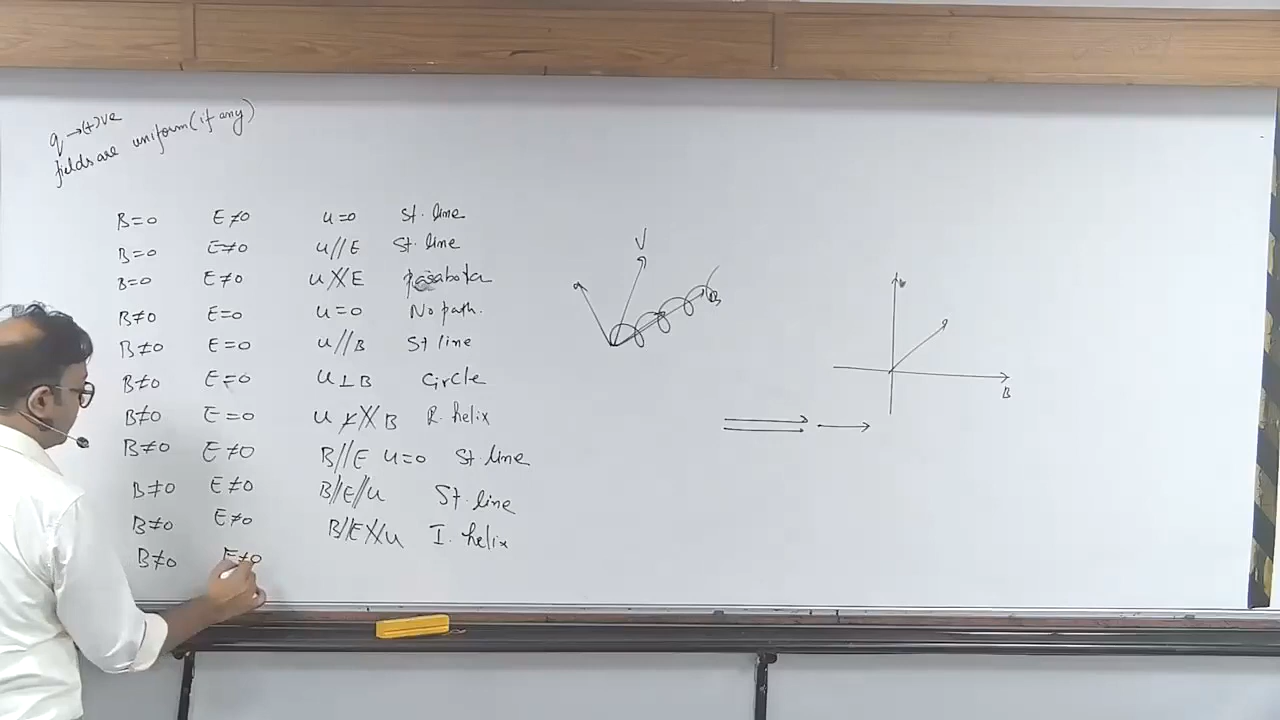 q → (+)ve
fields are uniform (if any)
B=0 E≠0 u=0 St. line
B=0 E≠0 u//E St. line
B=0 E≠0 u∦E parabola
B≠0 E=0 u=0 No path.
B≠0 E=0 u//B St line
B≠0 E=0 u⊥B Circle
B≠0 E=0 u⊥̸∦B R. helix
B≠0 E≠0 B//E u=0 St. line
B≠0 E≠0 B//E//u St. line
B≠0 E≠0 B//E∦u I. helix
B≠0 E≠0
V
B
B